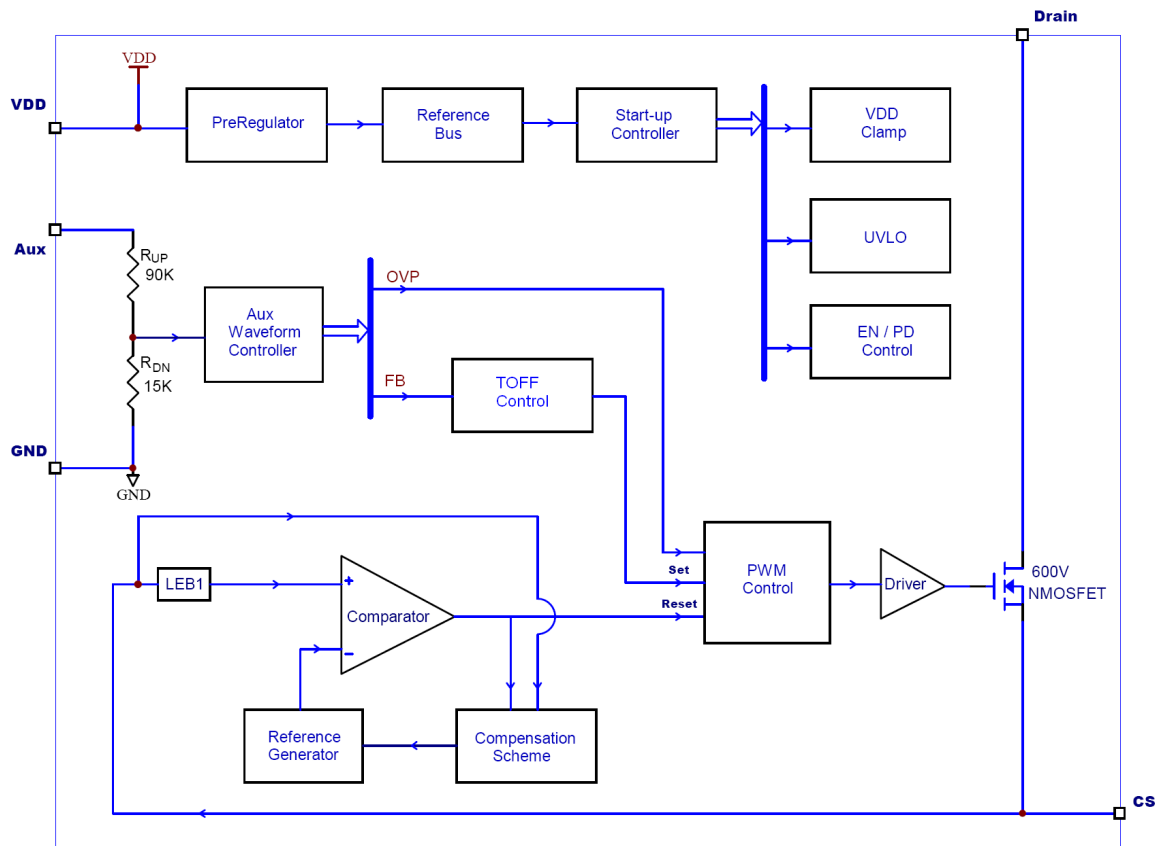 Drain
VDD
VDD
PreRegulator
Reference
Bus
Start-up
Controller
VDD
Clamp
Aux
RUP
90K
UVLO
OVP
Aux
Waveform
Controller
EN / PD
Control
RDN
15K
FB
TOFF
Control
GND
GND
LEB1
+
Comparator
−
Set
Reset
PWM
Control
Driver
600V
NMOSFET
Reference
Generator
Compensation
Scheme
CS